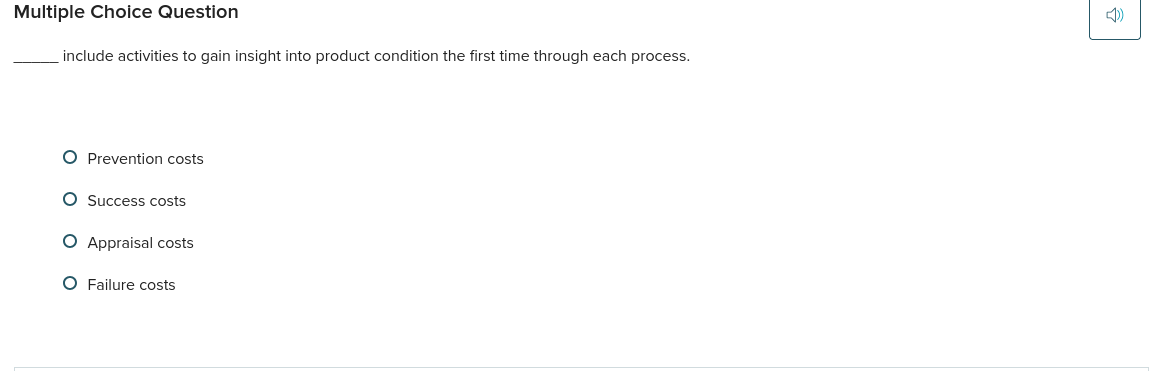 Multiple Choice Question
_____ include activities to gain insight into product condition the first time through each process.
Prevention costs
Success costs
Appraisal costs
Failure costs